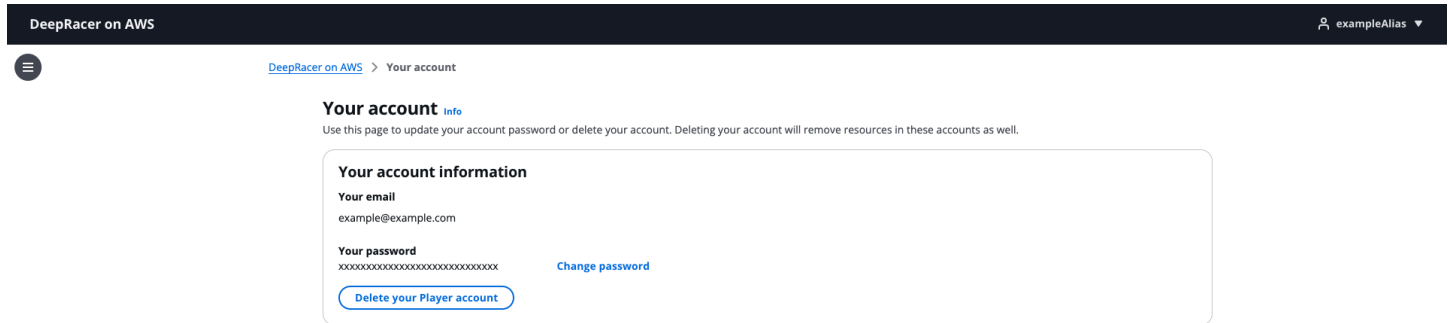 DeepRacer on AWS
exampleAlias
DeepRacer on AWS > Your account
Your account Info
Use this page to update your account password or delete your account. Deleting your account will remove resources in these accounts as well.
Your account information
Your email
example@example.com
Your password
xxxxxxxxxxxxxxxxxxxxxxxxxxxxx Change password
Delete your Player account